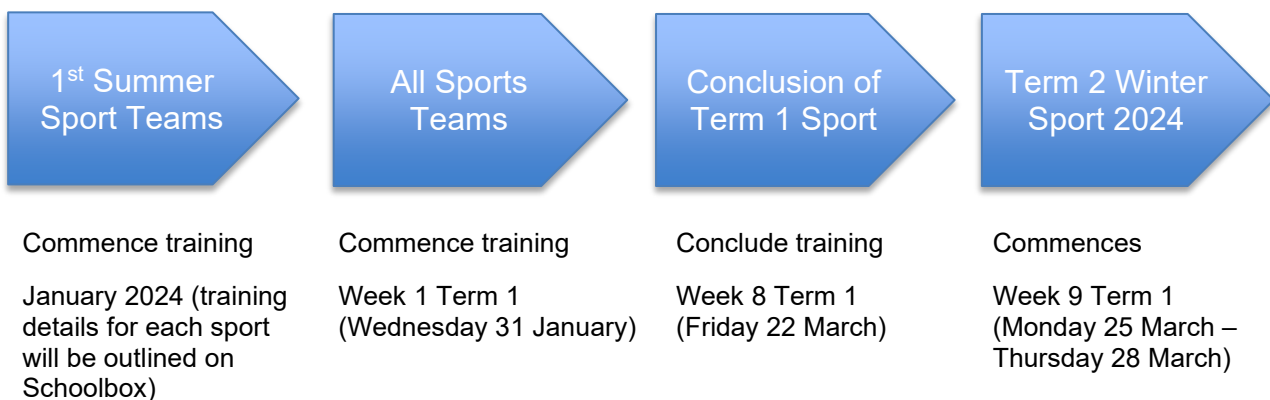 1st Summer
Sport Teams
All Sports
Teams
Conclusion of
Term 1 Sport
Term 2 Winter
Sport 2024
Commence training
January 2024 (training
details for each sport
will be outlined on
Schoolbox)
Commence training
Week 1 Term 1
(Wednesday 31 January)
Conclude training
Week 8 Term 1
(Friday 22 March)
Commences
Week 9 Term 1
(Monday 25 March –
Thursday 28 March)